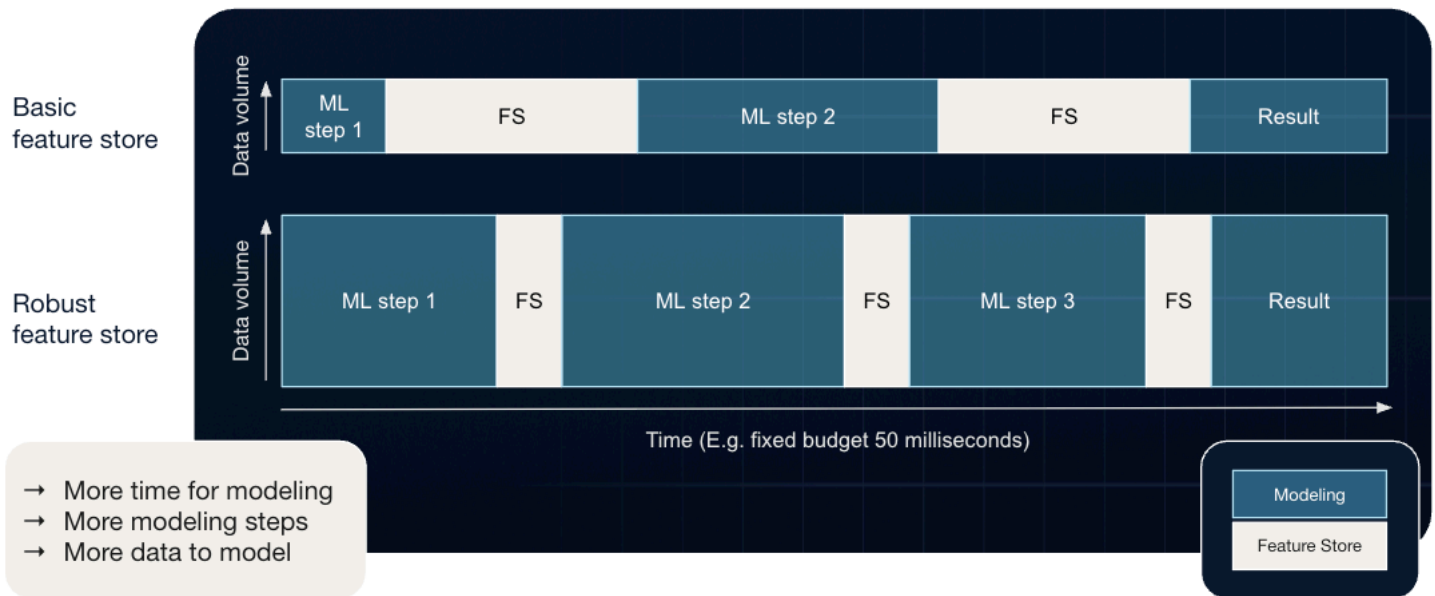 Basic
feature store
Data volume
ML
step 1
FS
ML step 2
FS
Result
Robust
feature store
Data volume
ML step 1
FS
ML step 2
FS
ML step 3
FS
Result
Time (E.g. fixed budget 50 milliseconds)
→ More time for modeling
→ More modeling steps
→ More data to model
Modeling
Feature Store